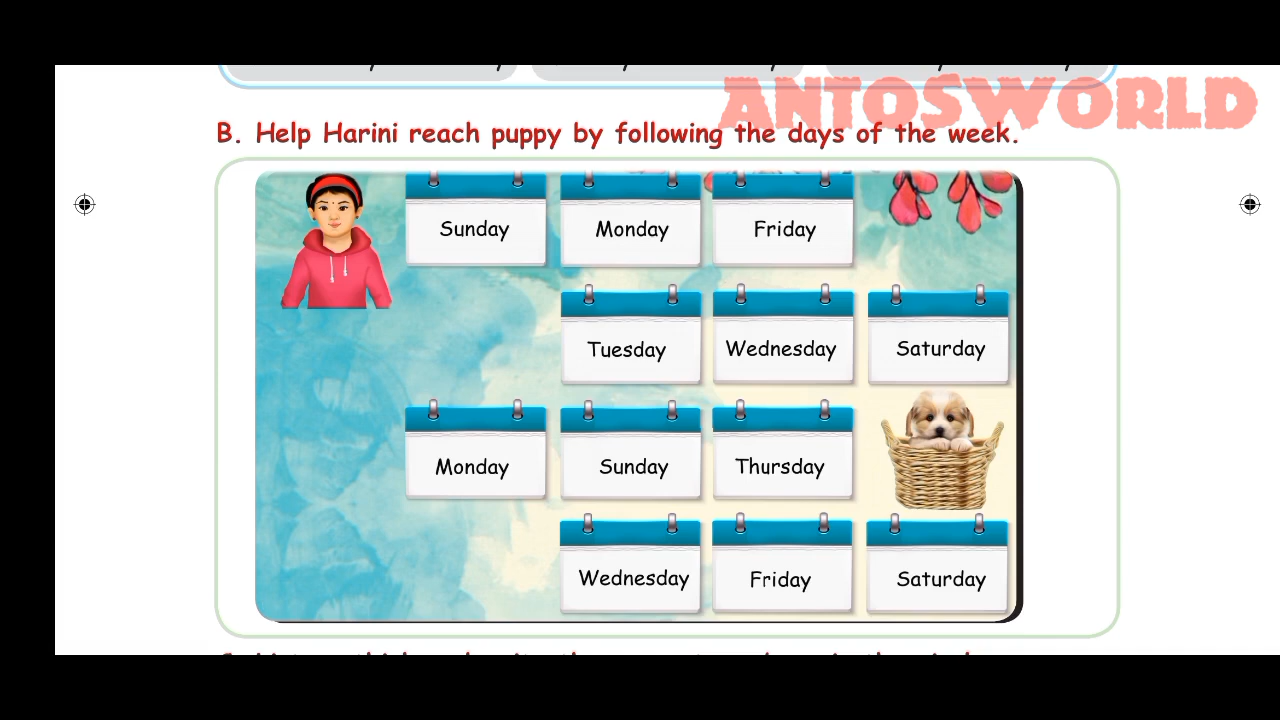 ANTOSWORLD
B. Help Harini reach puppy by following the days of the week.
Sunday Monday Friday
Tuesday Wednesday Saturday
Monday Sunday Thursday
Wednesday Friday Saturday